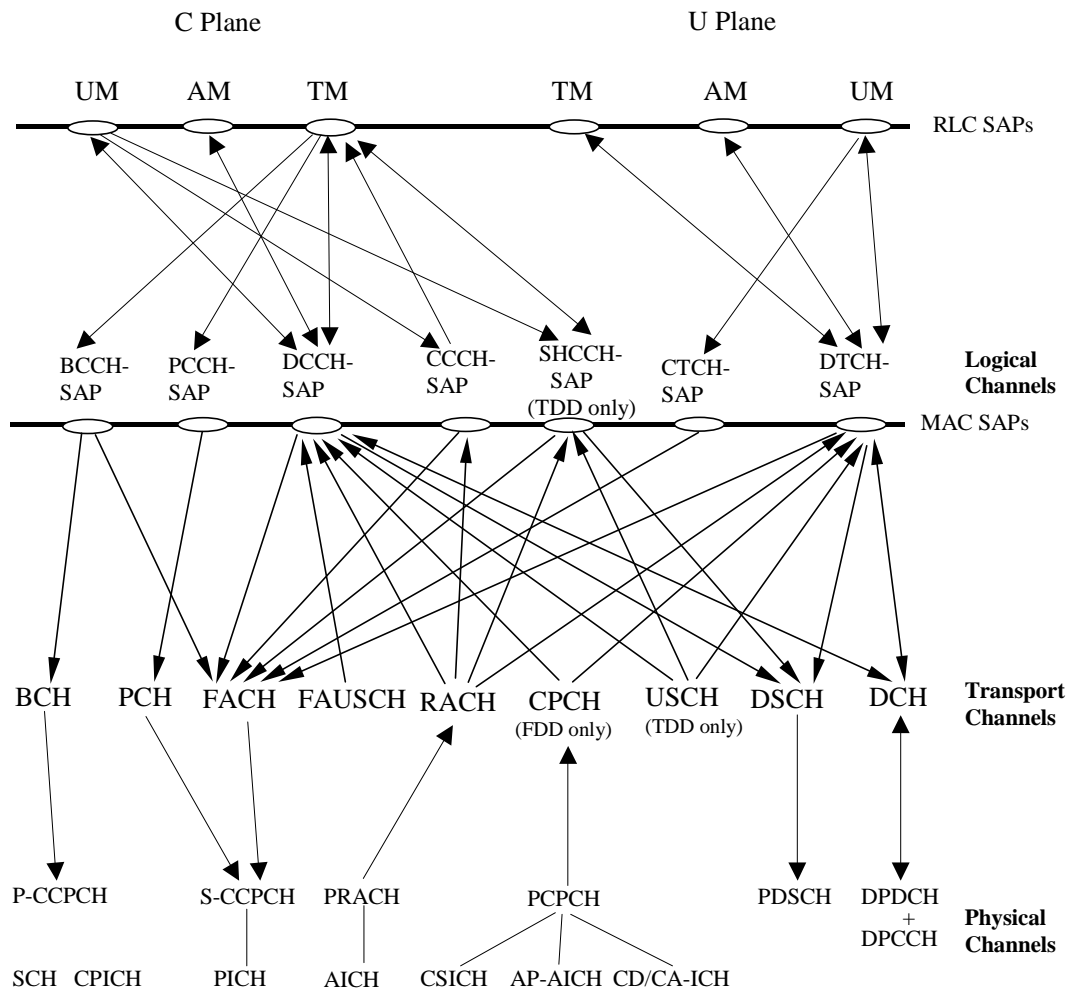 C Plane
U Plane
UM
AM
TM
TM
AM
UM
RLC SAPs
BCCH-
SAP
PCCH-
SAP
DCCH-
SAP
CCCH-
SAP
SHCCH-
SAP
(TDD only)
CTCH-
SAP
DTCH-
SAP
Logical
Channels
MAC SAPs
BCH
PCH
FACH
FAUSCH
RACH
CPCH
(FDD only)
USCH
(TDD only)
DSCH
DCH
Transport
Channels
P-CCPCH
S-CCPCH
PRACH
PCPCH
PDSCH
DPDCH
+
DPCCH
Physical
Channels
SCH
CPICH
PICH
AICH
CSICH
AP-AICH
CD/CA-ICH